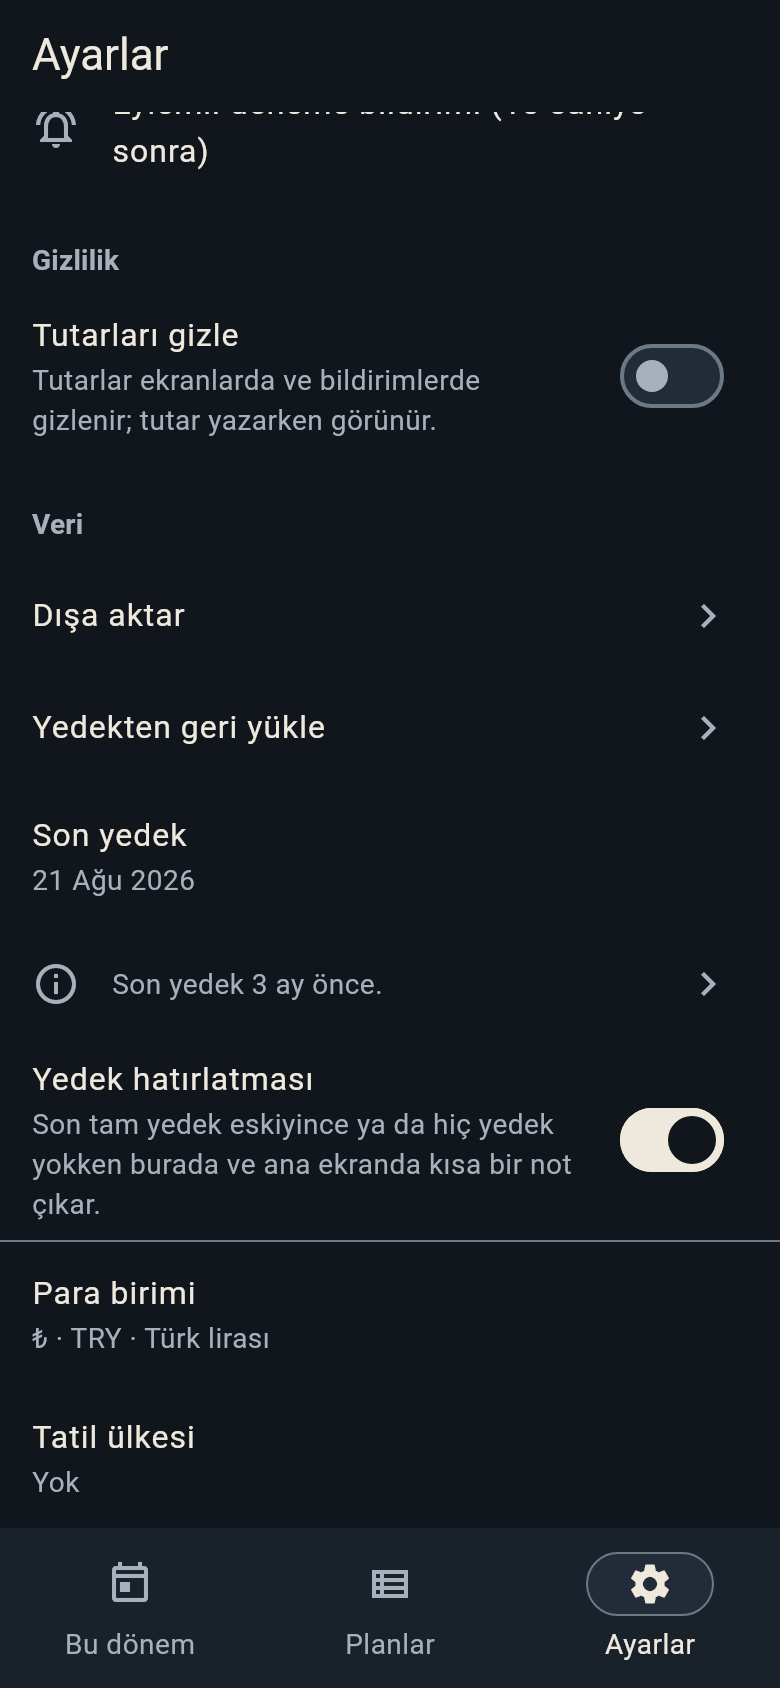 Ayarlar
sonra)
Gizlilik
Tutarları gizle
Tutarlar ekranlarda ve bildirimlerde
gizlenir; tutar yazarken görünür.
Veri
Dışa aktar
Yedekten geri yükle
Son yedek
21 Ağu 2026
Son yedek 3 ay önce.
Yedek hatırlatması
Son tam yedek eskiyince ya da hiç yedek
yokken burada ve ana ekranda kısa bir not
çıkar.
Para birimi
₺ · TRY · Türk lirası
Tatil ülkesi
Yok
Bu dönem
Planlar
Ayarlar